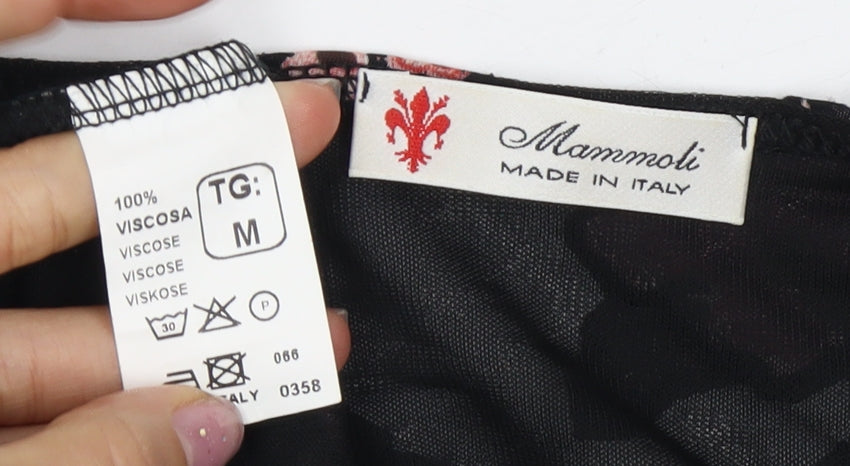 100%
VISCOSA
VISCOSE
VISCOSE
VISKOSE
TG:
M
30
P
066
0358
Mammoli
MADE IN ITALY